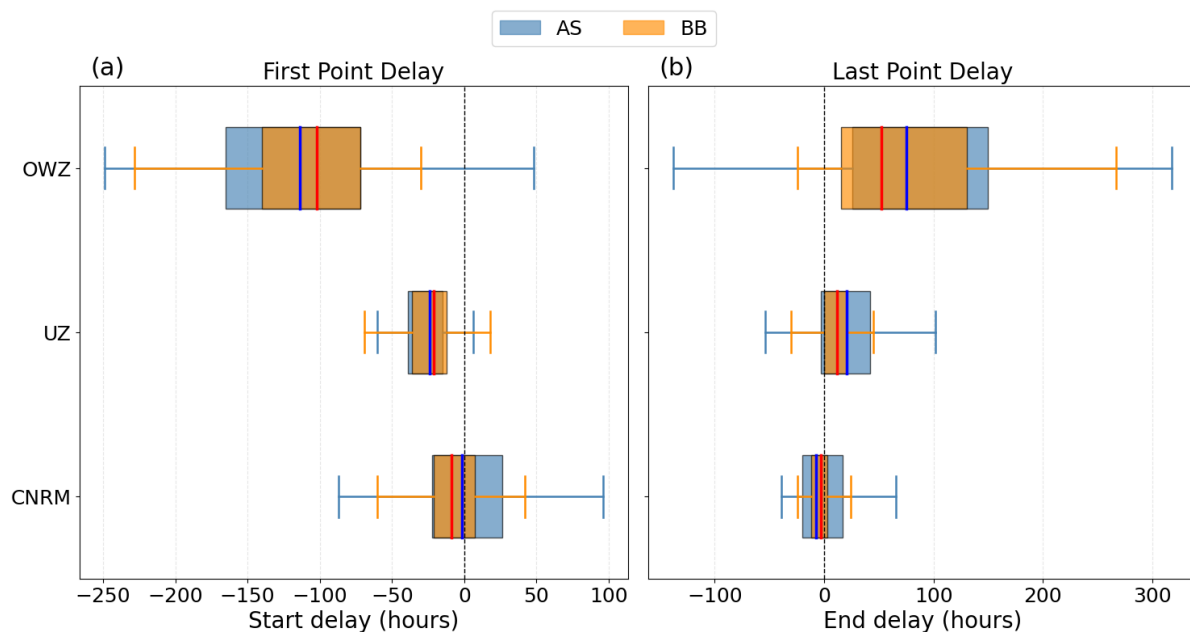 AS BB
(a) First Point Delay
(b) Last Point Delay
OWZ
UZ
CNRM
−250 −200 −150 −100 −50 0 50 100
−100 0 100 200 300
Start delay (hours)
End delay (hours)